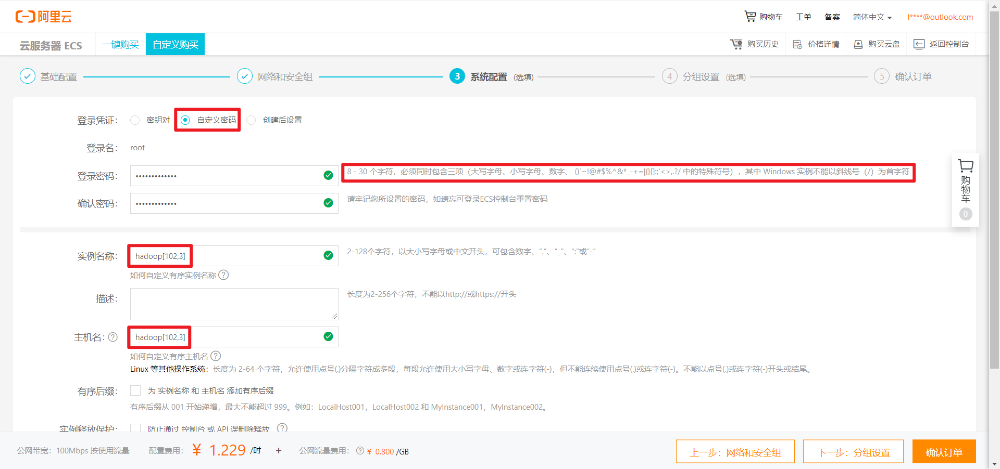 阿里云
购物车 工单 备案 简体中文 l****@outlook.com
云服务器 ECS 一键购买 自定义购买 购买历史 价格详情 购买云盘 返回控制台
基础配置 网络和安全组 3 系统配置 (选填) 4 分组设置 (选填) 5 确认订单
登录凭证： 密钥对 自定义密码 创建后设置
登录名： root
登录密码： ••••••••••••• 8 - 30 个字符，必须同时包含三项（大写字母、小写字母、数字、 ()`~!@#$%^&*_-+=|{}[]:;'<>,.?/ 中的特殊符号），其中 Windows 实例不能以斜线号（/）为首字符
确认密码： ••••••••••••• 请牢记您所设置的密码，如遗忘可登录ECS控制台重置密码
购物车
0
实例名称： hadoop[102,3] 2-128个字符，以大小写字母或中文开头，可包含数字、“.”、“_”、“:”或“-”
如何自定义有序实例名称 ?
描述： 长度为2-256个字符，不能以http://或https://开头
主机名：? hadoop[102,3]
如何自定义有序主机名 ?
Linux 等其他操作系统：长度为 2-64 个字符，允许使用点号(.)分隔字符成多段，每段允许使用大小写字母、数字或连字符(-)，但不能连续使用点号(.)或连字符(-)。不能以点号(.)或连字符(-)开头或结尾。
有序后缀： 为 实例名称 和 主机名 添加有序后缀
有序后缀从 001 开始递增，最大不能超过 999。例如：LocalHost001，LocalHost002 和 MyInstance001，MyInstance002。
实例释放保护： 防止通过 控制台 或 API 误删除释放 ?
公网带宽：100Mbps 按使用流量 配置费用： ¥ 1.229 /时 + 公网流量费用： ? ¥ 0.800 /GB
上一步：网络和安全组 下一步：分组设置 确认订单